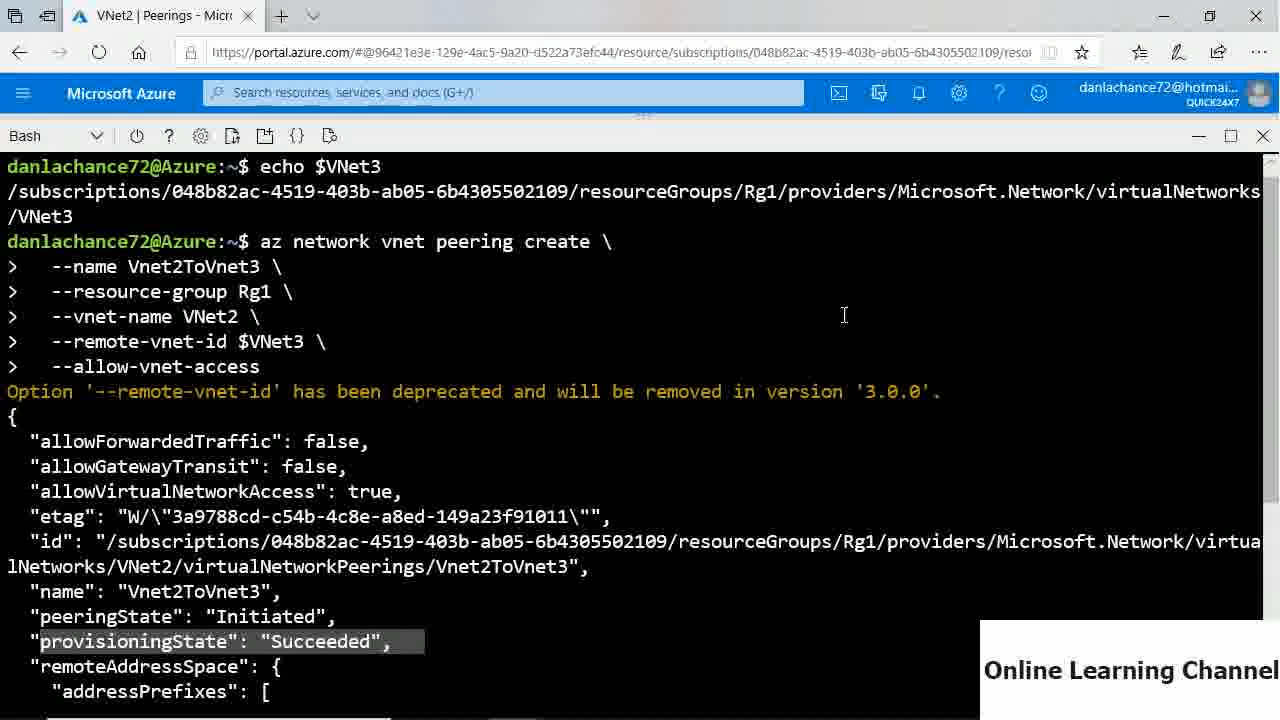 VNet2 | Peerings - Micro
https://portal.azure.com/#@96421e3e-129e-4ac5-9a20-d522a73efc44/resource/subscriptions/048b82ac-4519-403b-ab05-6b4305502109/resou
Microsoft Azure
Search resources, services, and docs (G+/)
danlachance72@hotmai...
QUICK24X7
Bash
danlachance72@Azure:~$ echo $VNet3
/subscriptions/048b82ac-4519-403b-ab05-6b4305502109/resourceGroups/Rg1/providers/Microsoft.Network/virtualNetworks
/VNet3
danlachance72@Azure:~$ az network vnet peering create \
>   --name Vnet2ToVnet3 \
>   --resource-group Rg1 \
>   --vnet-name VNet2 \
>   --remote-vnet-id $VNet3 \
>   --allow-vnet-access
Option '--remote-vnet-id' has been deprecated and will be removed in version '3.0.0'.
{
  "allowForwardedTraffic": false,
  "allowGatewayTransit": false,
  "allowVirtualNetworkAccess": true,
  "etag": "W/\"3a9788cd-c54b-4c8e-a8ed-149a23f91011\"",
  "id": "/subscriptions/048b82ac-4519-403b-ab05-6b4305502109/resourceGroups/Rg1/providers/Microsoft.Network/virtua
lNetworks/VNet2/virtualNetworkPeerings/Vnet2ToVnet3",
  "name": "Vnet2ToVnet3",
  "peeringState": "Initiated",
  "provisioningState": "Succeeded",
  "remoteAddressSpace": {
    "addressPrefixes": [
Online Learning Channel